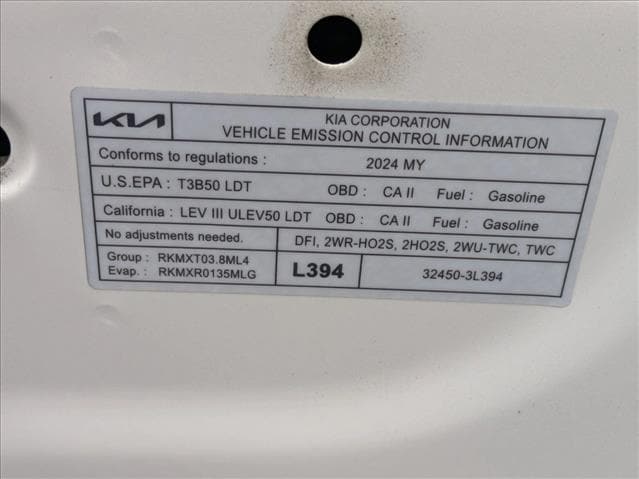 KIA KIA CORPORATION
VEHICLE EMISSION CONTROL INFORMATION
Conforms to regulations : 2024 MY
U.S.EPA : T3B50 LDT OBD : CA II Fuel : Gasoline
California : LEV III ULEV50 LDT OBD : CA II Fuel : Gasoline
No adjustments needed. DFI, 2WR-HO2S, 2HO2S, 2WU-TWC, TWC
Group : RKMXT03.8ML4
Evap. : RKMXR0135MLG
L394 32450-3L394